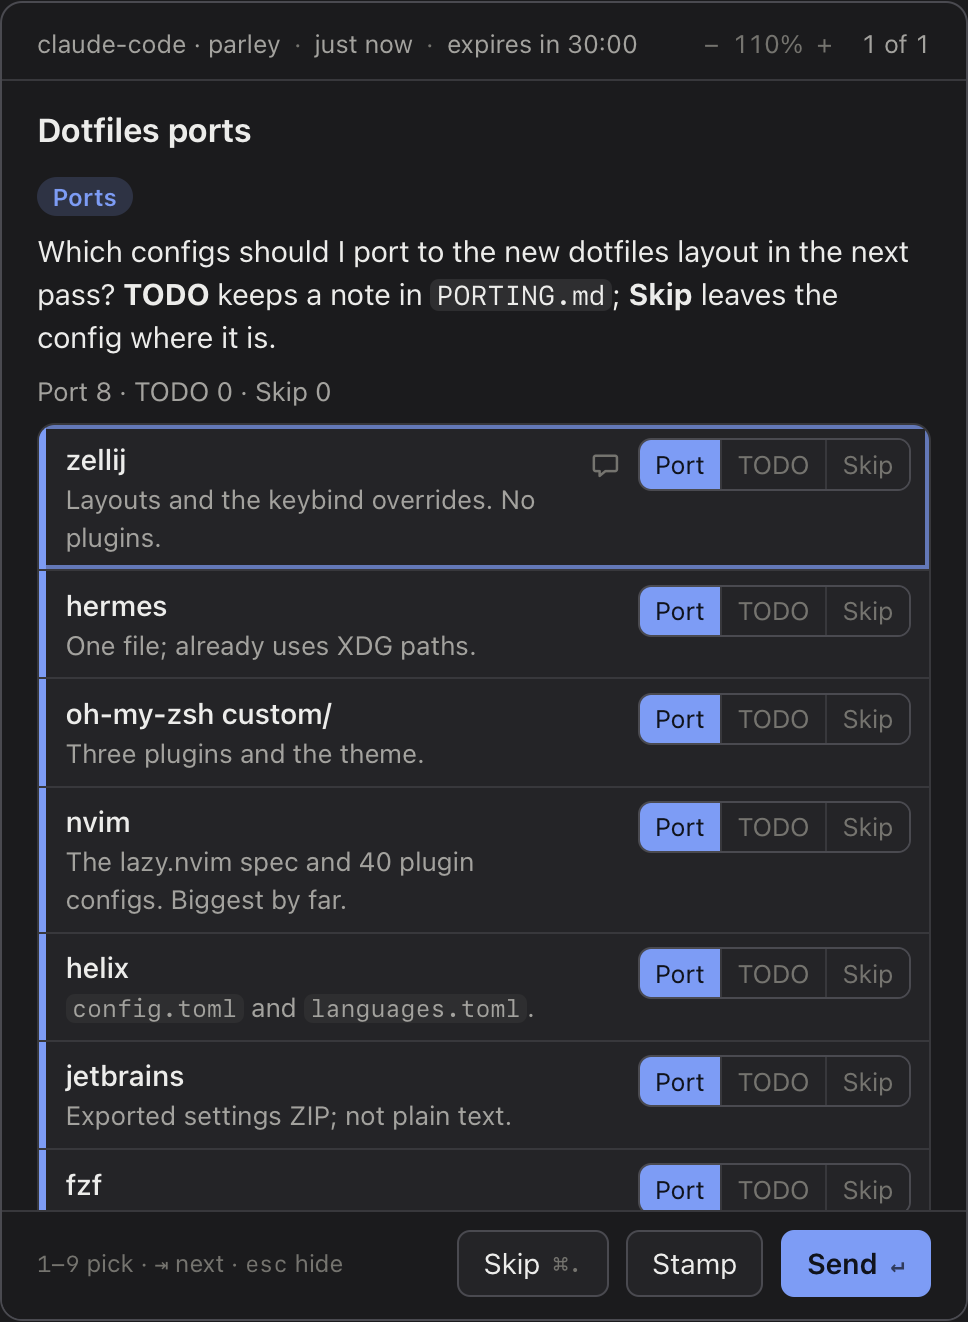 claude-code · parley · just now · expires in 30:00 − 110% + 1 of 1
Dotfiles ports
Ports
Which configs should I port to the new dotfiles layout in the next
pass? TODO keeps a note in PORTING.md; Skip leaves the
config where it is.
Port 8 · TODO 0 · Skip 0
zellij Port TODO Skip
Layouts and the keybind overrides. No
plugins.
hermes Port TODO Skip
One file; already uses XDG paths.
oh-my-zsh custom/ Port TODO Skip
Three plugins and the theme.
nvim Port TODO Skip
The lazy.nvim spec and 40 plugin
configs. Biggest by far.
helix Port TODO Skip
config.toml and languages.toml.
jetbrains Port TODO Skip
Exported settings ZIP; not plain text.
fzf Port TODO Skip
1–9 pick · ⇥ next · esc hide Skip ⌘. Stamp Send ↵